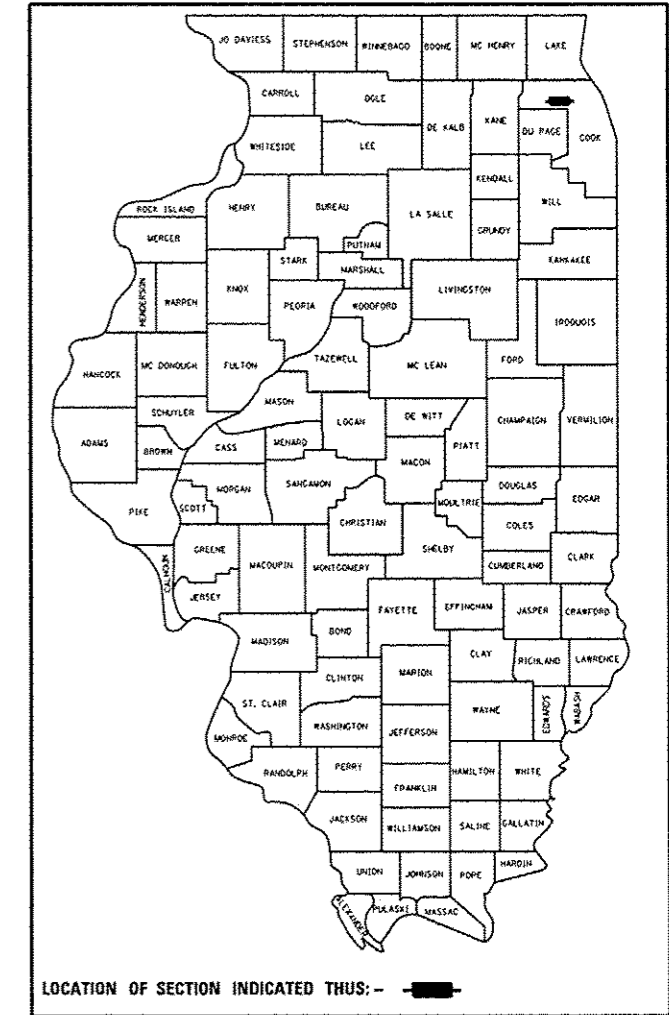 JO DAVIESS STEPHENSON WINNEBAGO BOONE MC HENRY LAKE
CARROLL OGLE DE KALB KANE DU PAGE COOK
WHITESIDE LEE
KENDALL
ROCK ISLAND HENRY BUREAU LA SALLE GRUNDY WILL
MERCER PUTNAM KANKAKEE
STARK MARSHALL
HENDERSON WARREN KNOX PEORIA WOODFORD LIVINGSTON IROQUOIS
HANCOCK MC DONOUGH FULTON TAZEWELL MC LEAN FORD
SCHUYLER MASON LOGAN DE WITT CHAMPAIGN VERMILION
ADAMS BROWN CASS MENARD PIATT
MACON
MORGAN SANGAMON DOUGLAS
PIKE SCOTT CHRISTIAN MOULTRIE COLES EDGAR
GREENE MACOUPIN MONTGOMERY SHELBY CUMBERLAND CLARK
CALHOUN JERSEY FAYETTE EFFINGHAM JASPER CRAWFORD
MADISON BOND CLAY RICHLAND LAWRENCE
CLINTON MARION
ST. CLAIR WAYNE EDWARDS WABASH
WASHINGTON JEFFERSON
MONROE
RANDOLPH PERRY HAMILTON WHITE
FRANKLIN
JACKSON WILLIAMSON SALINE GALLATIN
UNION JOHNSON POPE HARDIN
ALEXANDER PULASKI MASSAC
LOCATION OF SECTION INDICATED THUS: -